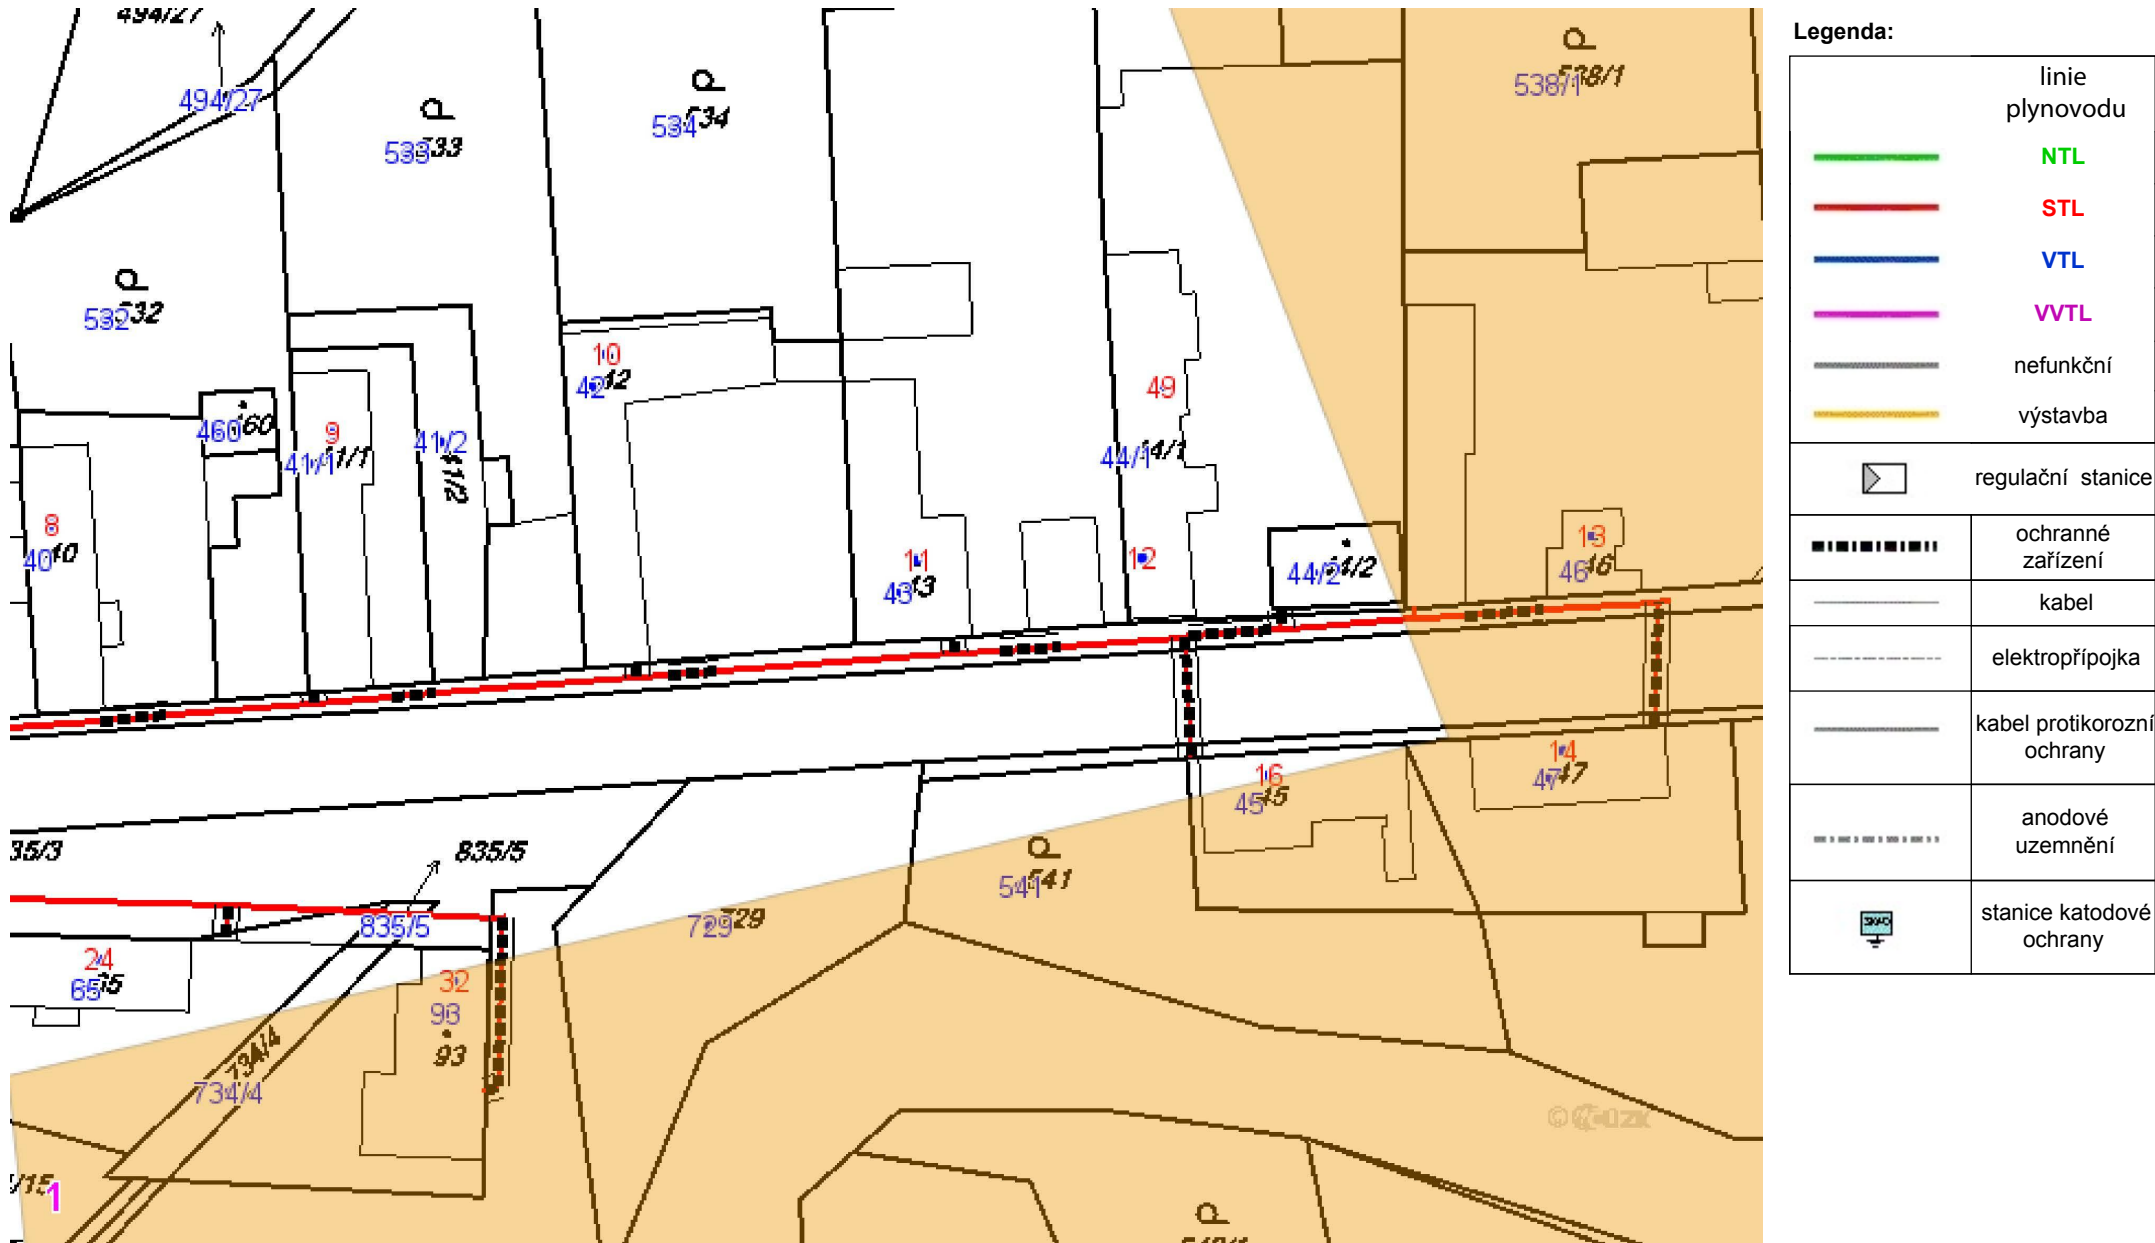 494/27
494/27
538/1
538/1
534
534
533
533
532
532
10
42
42
49
460
460
9
41/1
41/1
41/2
41/2
44/1
44/1
8
40
40
11
43
43
12
44/2
44/2
13
46
46
16
45
45
14
47
47
35/3
835/5
835/5
541
541
729
729
24
65
32
93
93
734/4
734/4
/15
1
Legenda:
linie
plynovodu
NTL
STL
VTL
VVTL
nefunkční
výstavba
regulační stanice
ochranné
zařízení
kabel
elektropřípojka
kabel protikorozní
ochrany
anodové
uzemnění
stanice katodové
ochrany